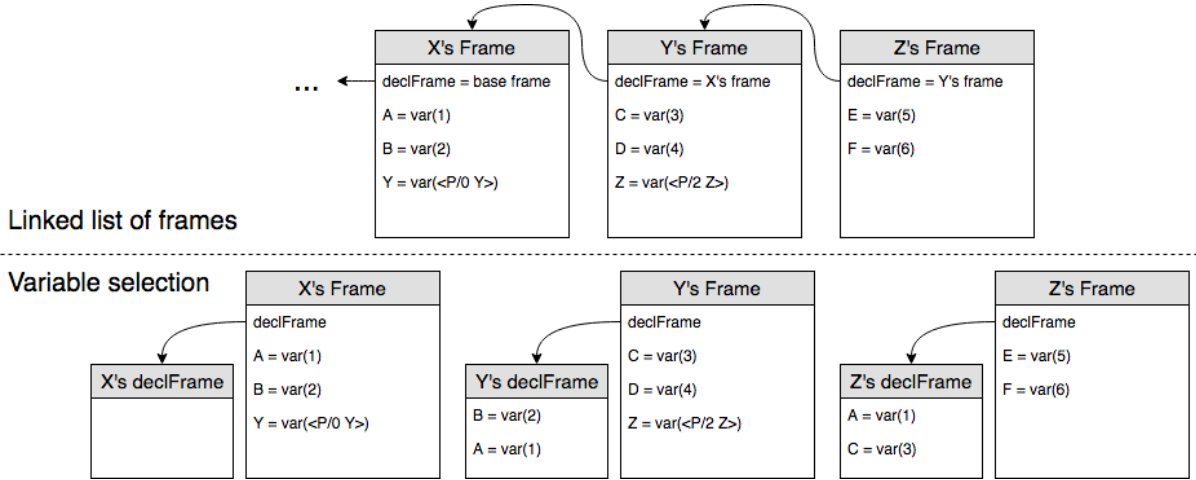 X's Frame
declFrame = base frame
A = var(1)
B = var(2)
Y = var(<P/0 Y>)
Y's Frame
declFrame = X's frame
C = var(3)
D = var(4)
Z = var(<P/2 Z>)
Z's Frame
declFrame = Y's frame
E = var(5)
F = var(6)
...
Linked list of frames
Variable selection
X's declFrame
X's Frame
declFrame
A = var(1)
B = var(2)
Y = var(<P/0 Y>)
Y's declFrame
B = var(2)
A = var(1)
Y's Frame
declFrame
C = var(3)
D = var(4)
Z = var(<P/2 Z>)
Z's declFrame
A = var(1)
C = var(3)
Z's Frame
declFrame
E = var(5)
F = var(6)